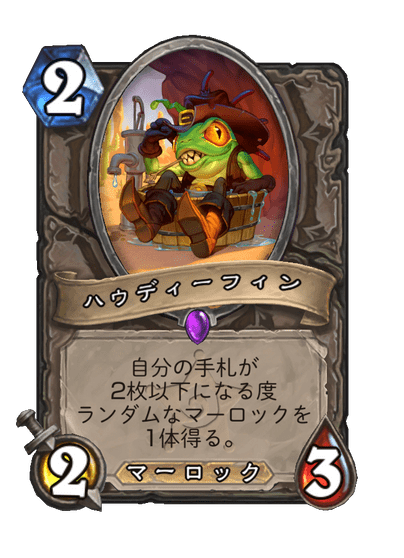 2
ハウディーフィン
自分の手札が
2枚以下になる度
ランダムなマーロックを
1体得る。
2
マーロック
3